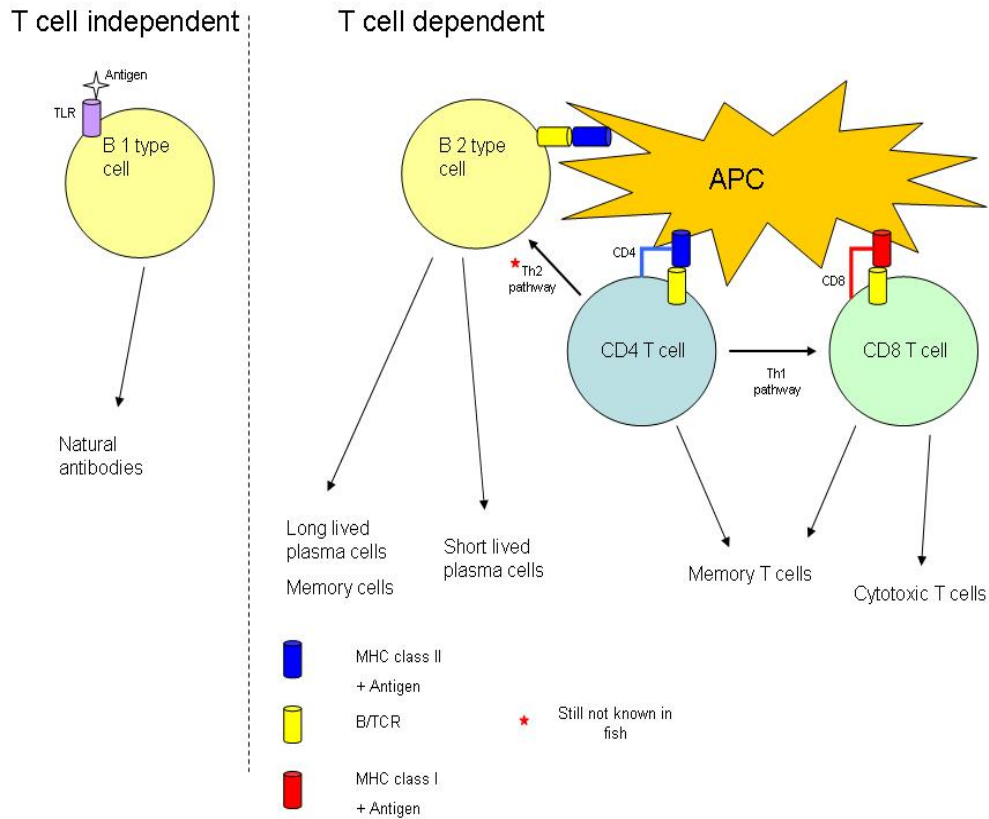 T cell independent
T cell dependent
Antigen
TLR
B 1 type
cell
B 2 type
cell
APC
CD4
CD8
Th2
pathway
CD4 T cell
CD8 T cell
Th1
pathway
Natural
antibodies
Long lived
plasma cells
Memory cells
Short lived
plasma cells
Memory T cells
Cytotoxic T cells
MHC class II
+ Antigen
B/TCR
Still not known in
fish
MHC class I
+ Antigen